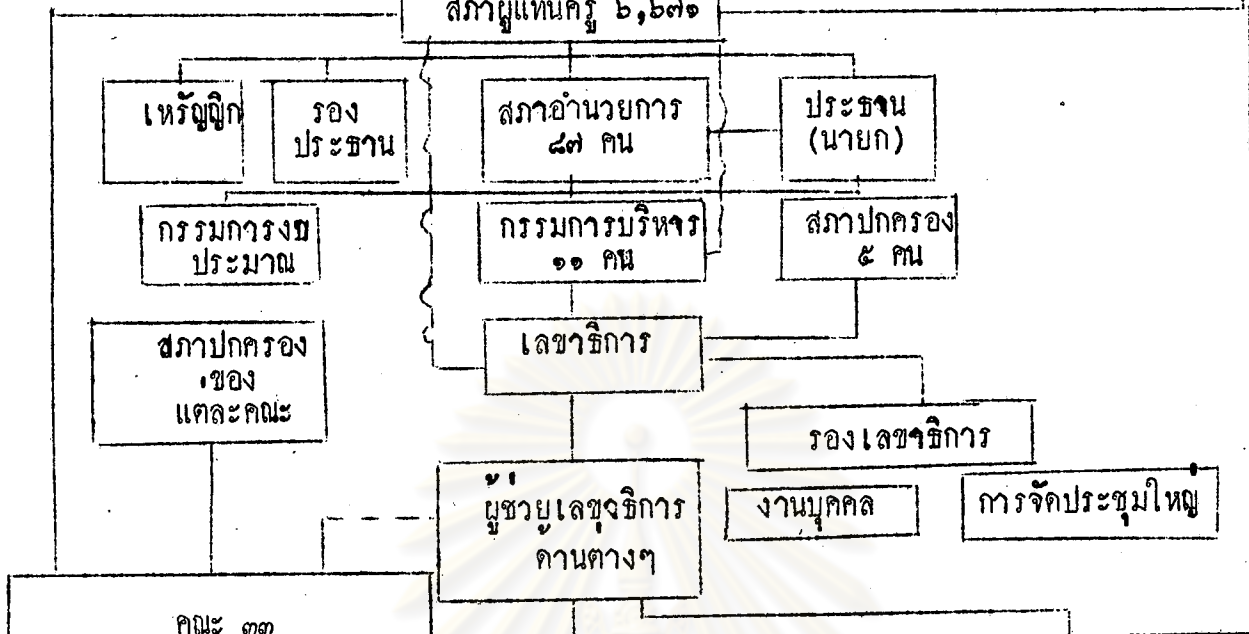 สภาผู้แทนครู ๖,๖๗๑
เหรัญญิก
รอง
ประธาน
สภาอำนวยการ
๘๗ คน
ประธาน
(นายก)
กรรมการงบ
ประมาณ
กรรมการบริหาร
๑๑ คน
สภาปกครอง
๕ คน
สภาปกครอง
ของ
แตละคณะ
เลขาธิการ
รองเลขาธิการ
ผู้ชวยเลขาธิการ
ดานตางๆ
งานบุคคล
การจัดประชุมใหญ่
คณะ ๓๓